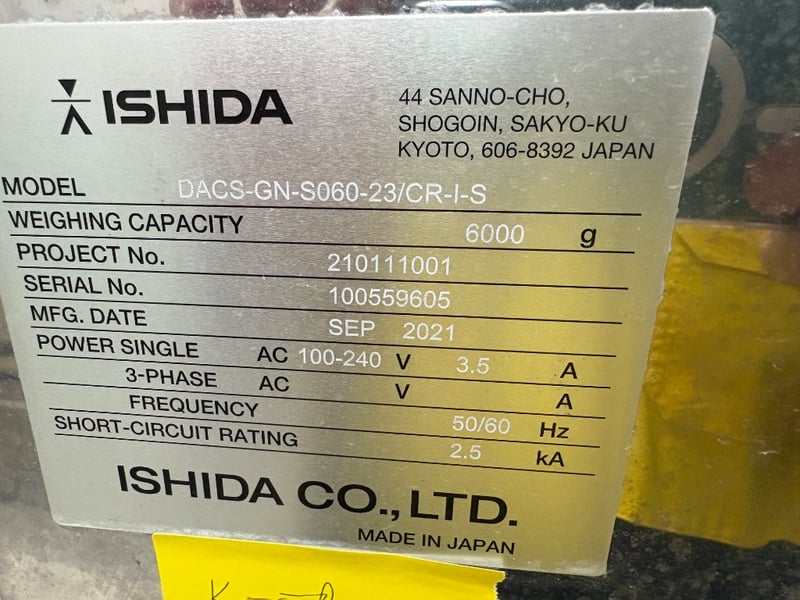 ISHIDA
44 SANNO-CHO,
SHOGOIN, SAKYO-KU
KYOTO, 606-8392 JAPAN
MODEL DACS-GN-S060-23/CR-I-S
WEIGHING CAPACITY 6000 g
PROJECT No. 210111001
SERIAL No. 100559605
MFG. DATE SEP 2021
POWER SINGLE AC 100-240 V 3.5 A
3-PHASE AC V A
FREQUENCY 50/60 Hz
SHORT-CIRCUIT RATING 2.5 kA
ISHIDA CO., LTD.
MADE IN JAPAN